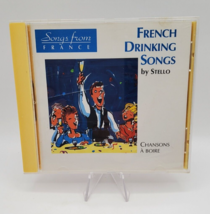 Songs from
FRANCE
FRENCH
DRINKING
SONGS
by STELLO
CHANSONS
À BOIRE